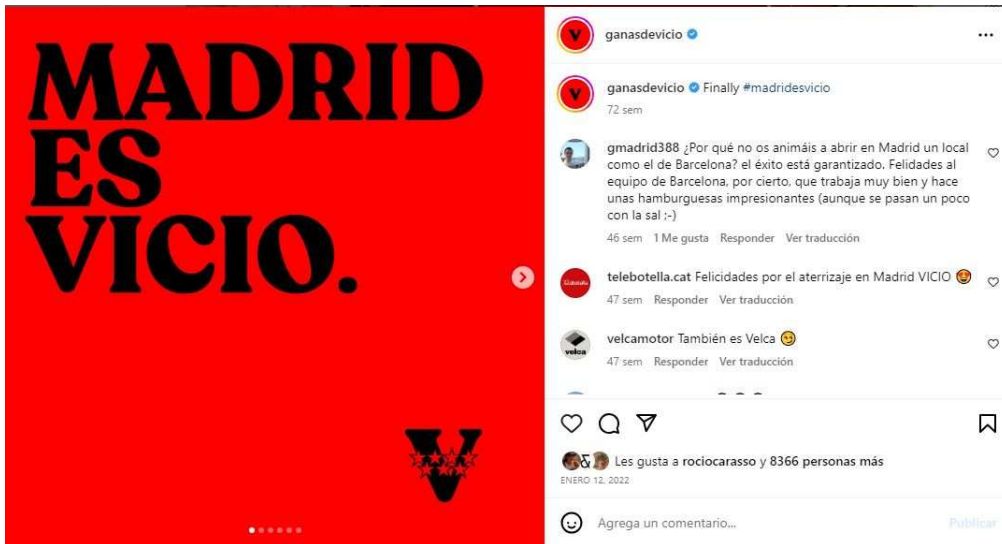 MADRID
ES
VICIO.
V
V
ganasdevicio
V
ganasdevicio Finally #madridesvicio
72 sem
gmadrid388 ¿Por qué no os animáis a abrir en Madrid un local
como el de Barcelona? el éxito está garantizado. Felidades al
equipo de Barcelona, por cierto, que trabaja muy bien y hace
unas hamburguesas impresionantes (aunque se pasan un poco
con la sal :-)
46 sem 1 Me gusta Responder Ver traducción
telebotella.cat Felicidades por el aterrizaje en Madrid VICIO 🤩
47 sem Responder Ver traducción
velca
velcamotor También es Velca 😏
47 sem Responder Ver traducción
Les gusta a rociocarasso y 8366 personas más
ENERO 12, 2022
Agrega un comentario... Publicar